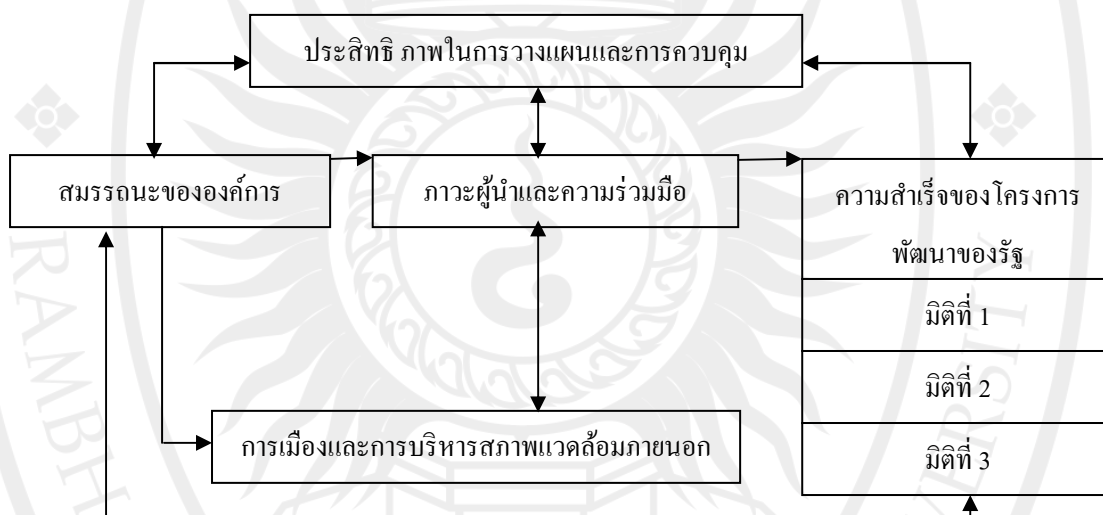 ประสิทธิ ภาพในการวางแผนและการควบคุม
สมรรถนะขององค์การ
ภาวะผู้นำและความร่วมมือ
ความสำเร็จของโครงการ
พัฒนาของรัฐ
มิติที่ 1
มิติที่ 2
มิติที่ 3
การเมืองและการบริหารสภาพแวดล้อมภายนอก